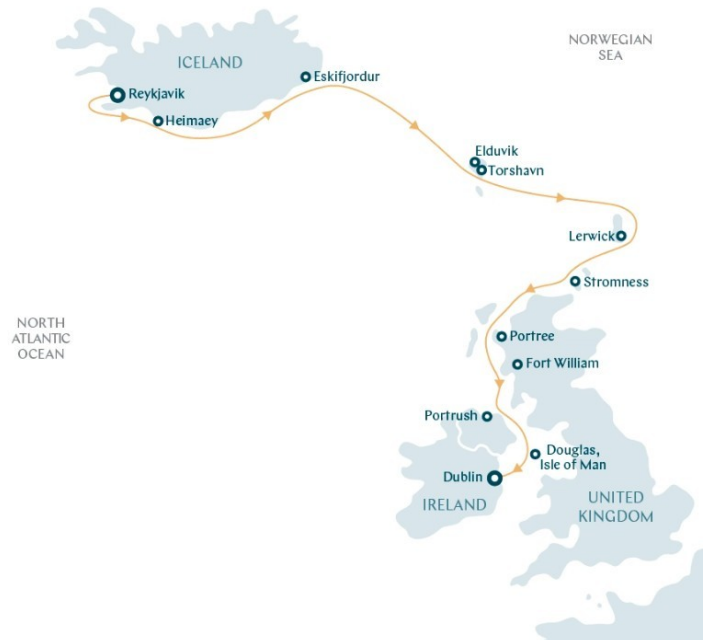 NORWEGIAN
SEA
ICELAND
Eskifjordur
Reykjavik
Heimaey
Elduvik
Torshavn
Lerwick
Stromness
NORTH
ATLANTIC
OCEAN
Portree
Fort William
Portrush
Douglas,
Isle of Man
Dublin
IRELAND
UNITED
KINGDOM